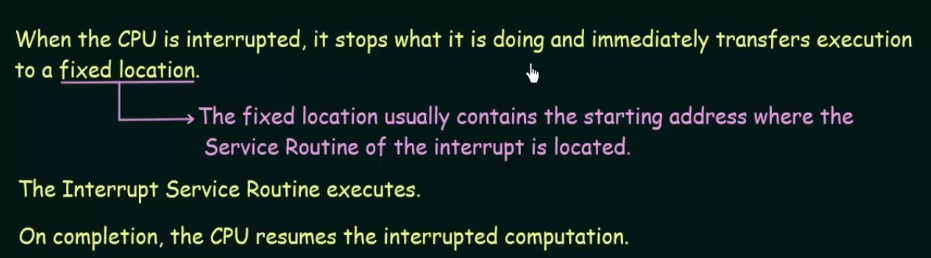 When the CPU is interrupted, it stops what it is doing and immediately transfers execution
to a fixed location.
The fixed location usually contains the starting address where the
Service Routine of the interrupt is located.
The Interrupt Service Routine executes.
On completion, the CPU resumes the interrupted computation.